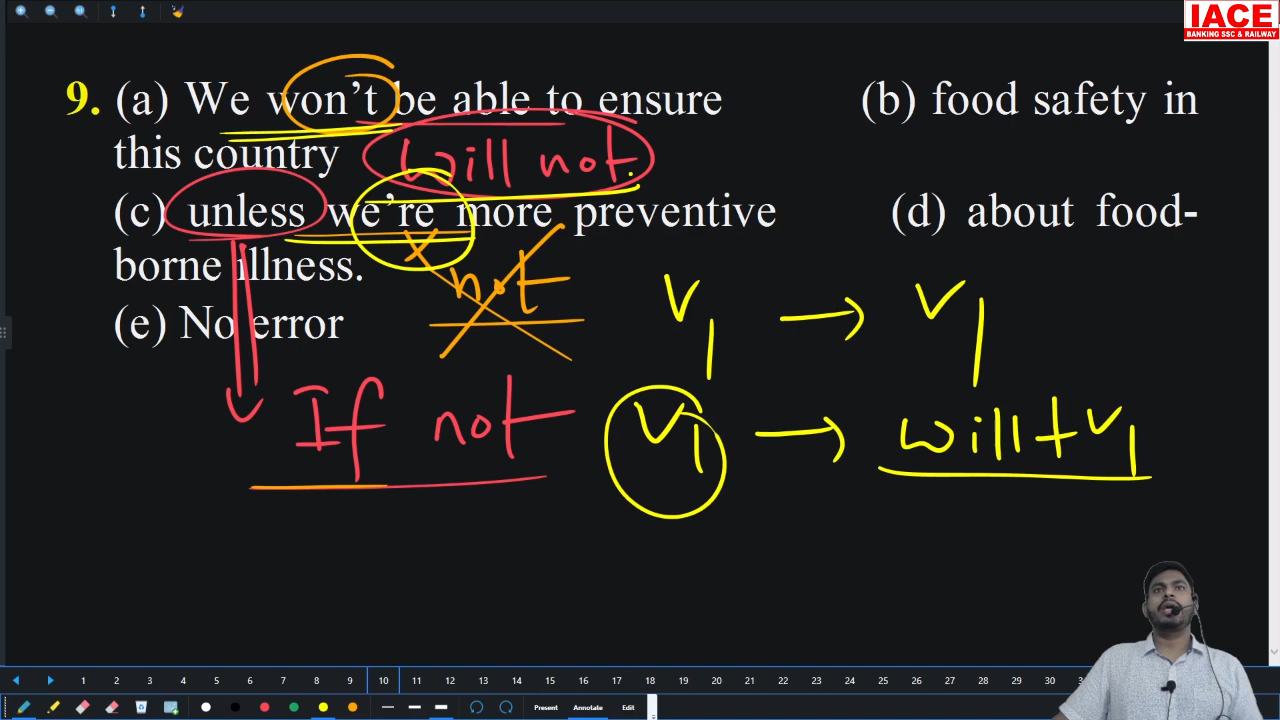 IACE
BANKING SSC & RAILWAY
9. (a) We won't be able to ensure (b) food safety in
this country will not.
(c) unless we're more preventive (d) about food-
borne illness.
not
(e) No error
V1 → V1
If not
V1 → will + V1
1 2 3 4 5 6 7 8 9 10 11 12 13 14 15 16 17 18 19 20 21 22 23 24 25 26 27 28 29 30 31
Present Annotate Edit